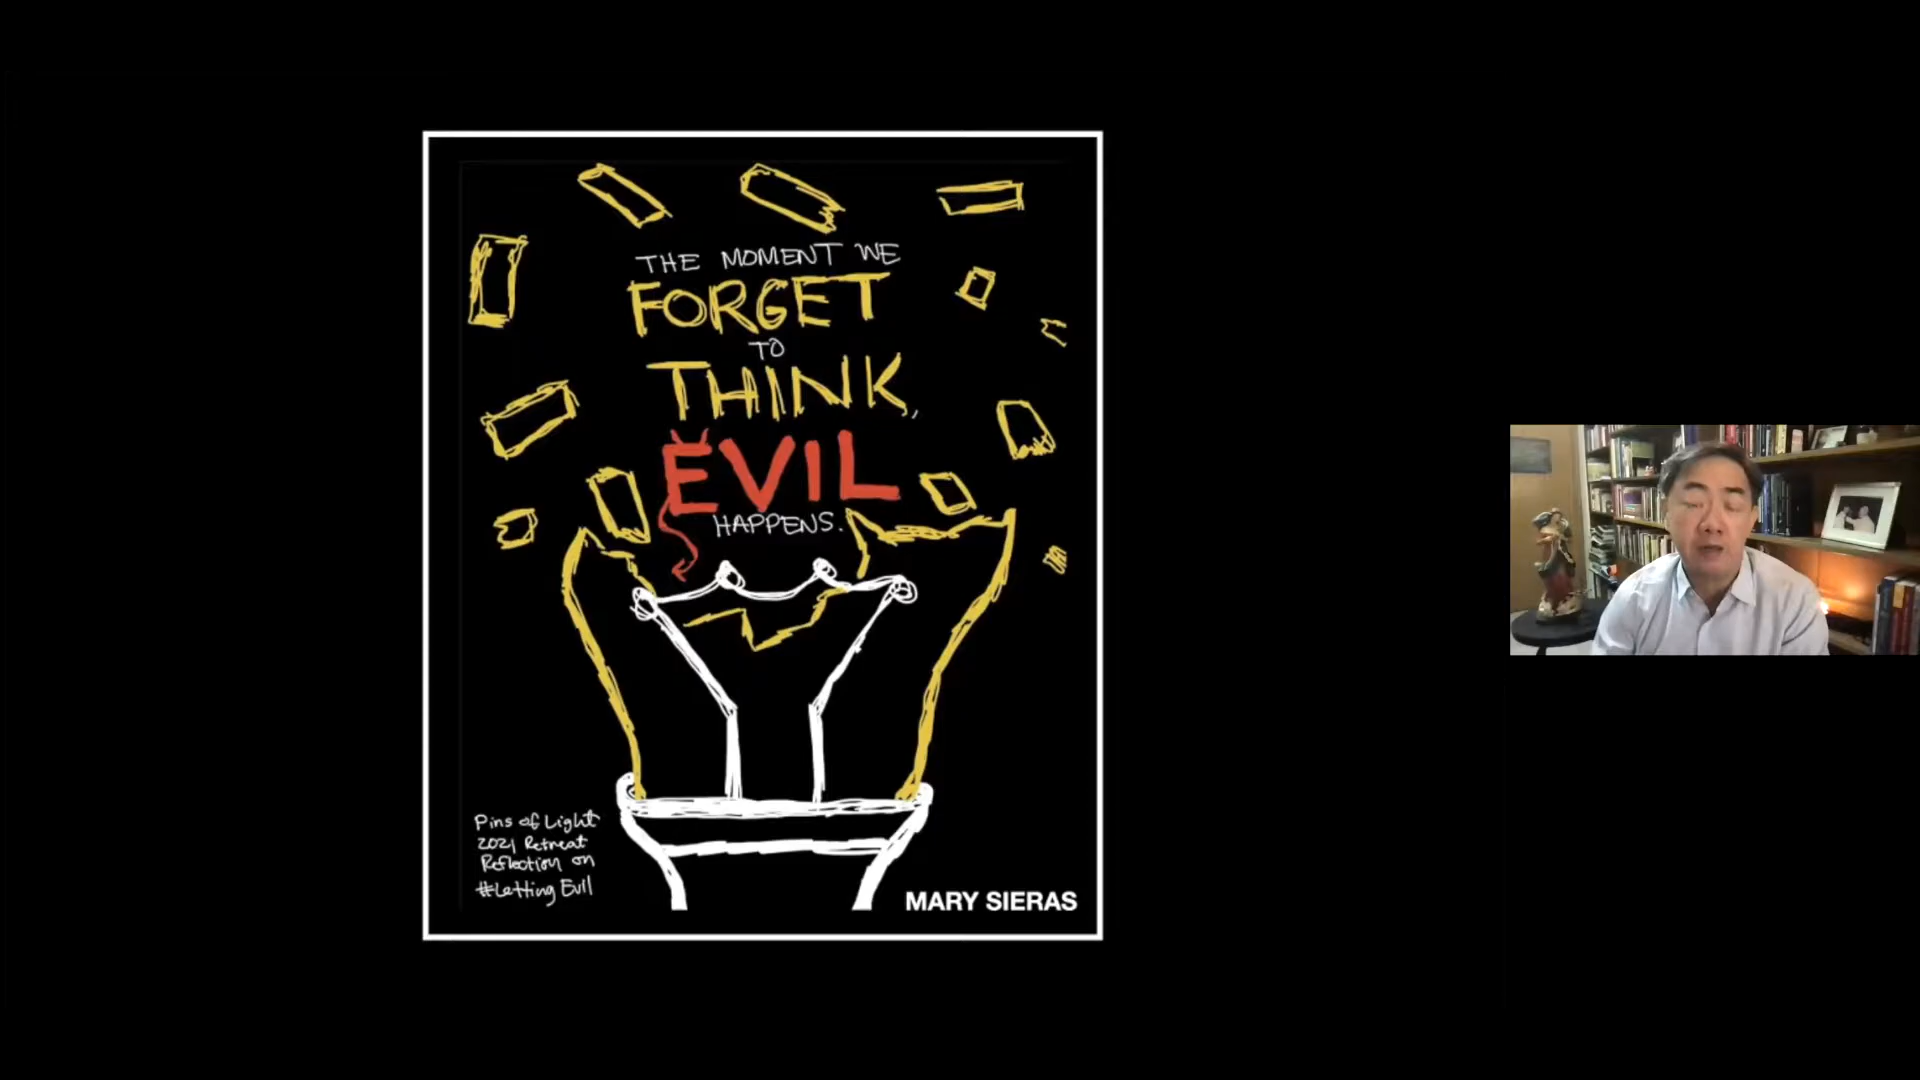 THE MOMENT WE
FORGET
TO
THINK,
EVIL
HAPPENS.
Pins of Light
2021 Retreat
Reflection on
#Letting Evil
MARY SIERAS